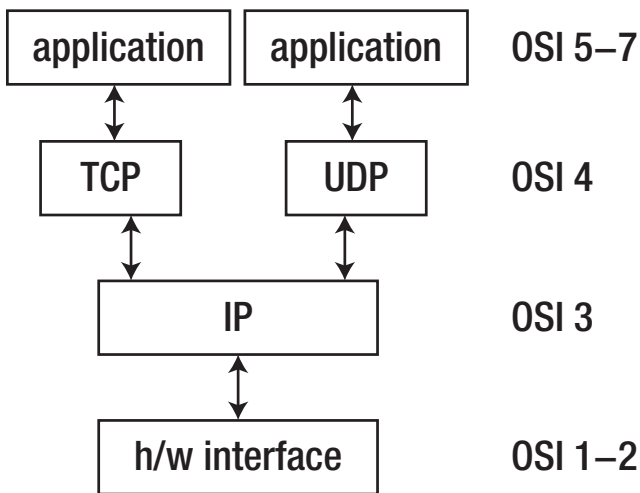 application application OSI 5–7
TCP UDP OSI 4
IP OSI 3
h/w interface OSI 1–2